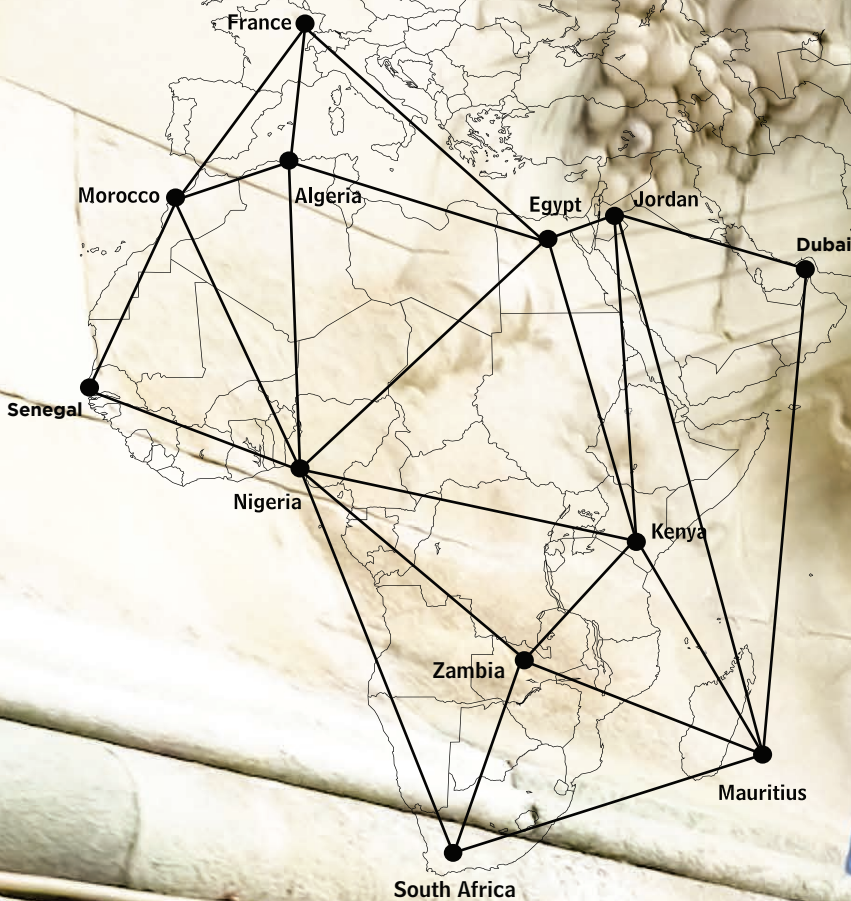 France
Morocco
Algeria
Egypt
Jordan
Dubai
Senegal
Nigeria
Kenya
Zambia
Mauritius
South Africa